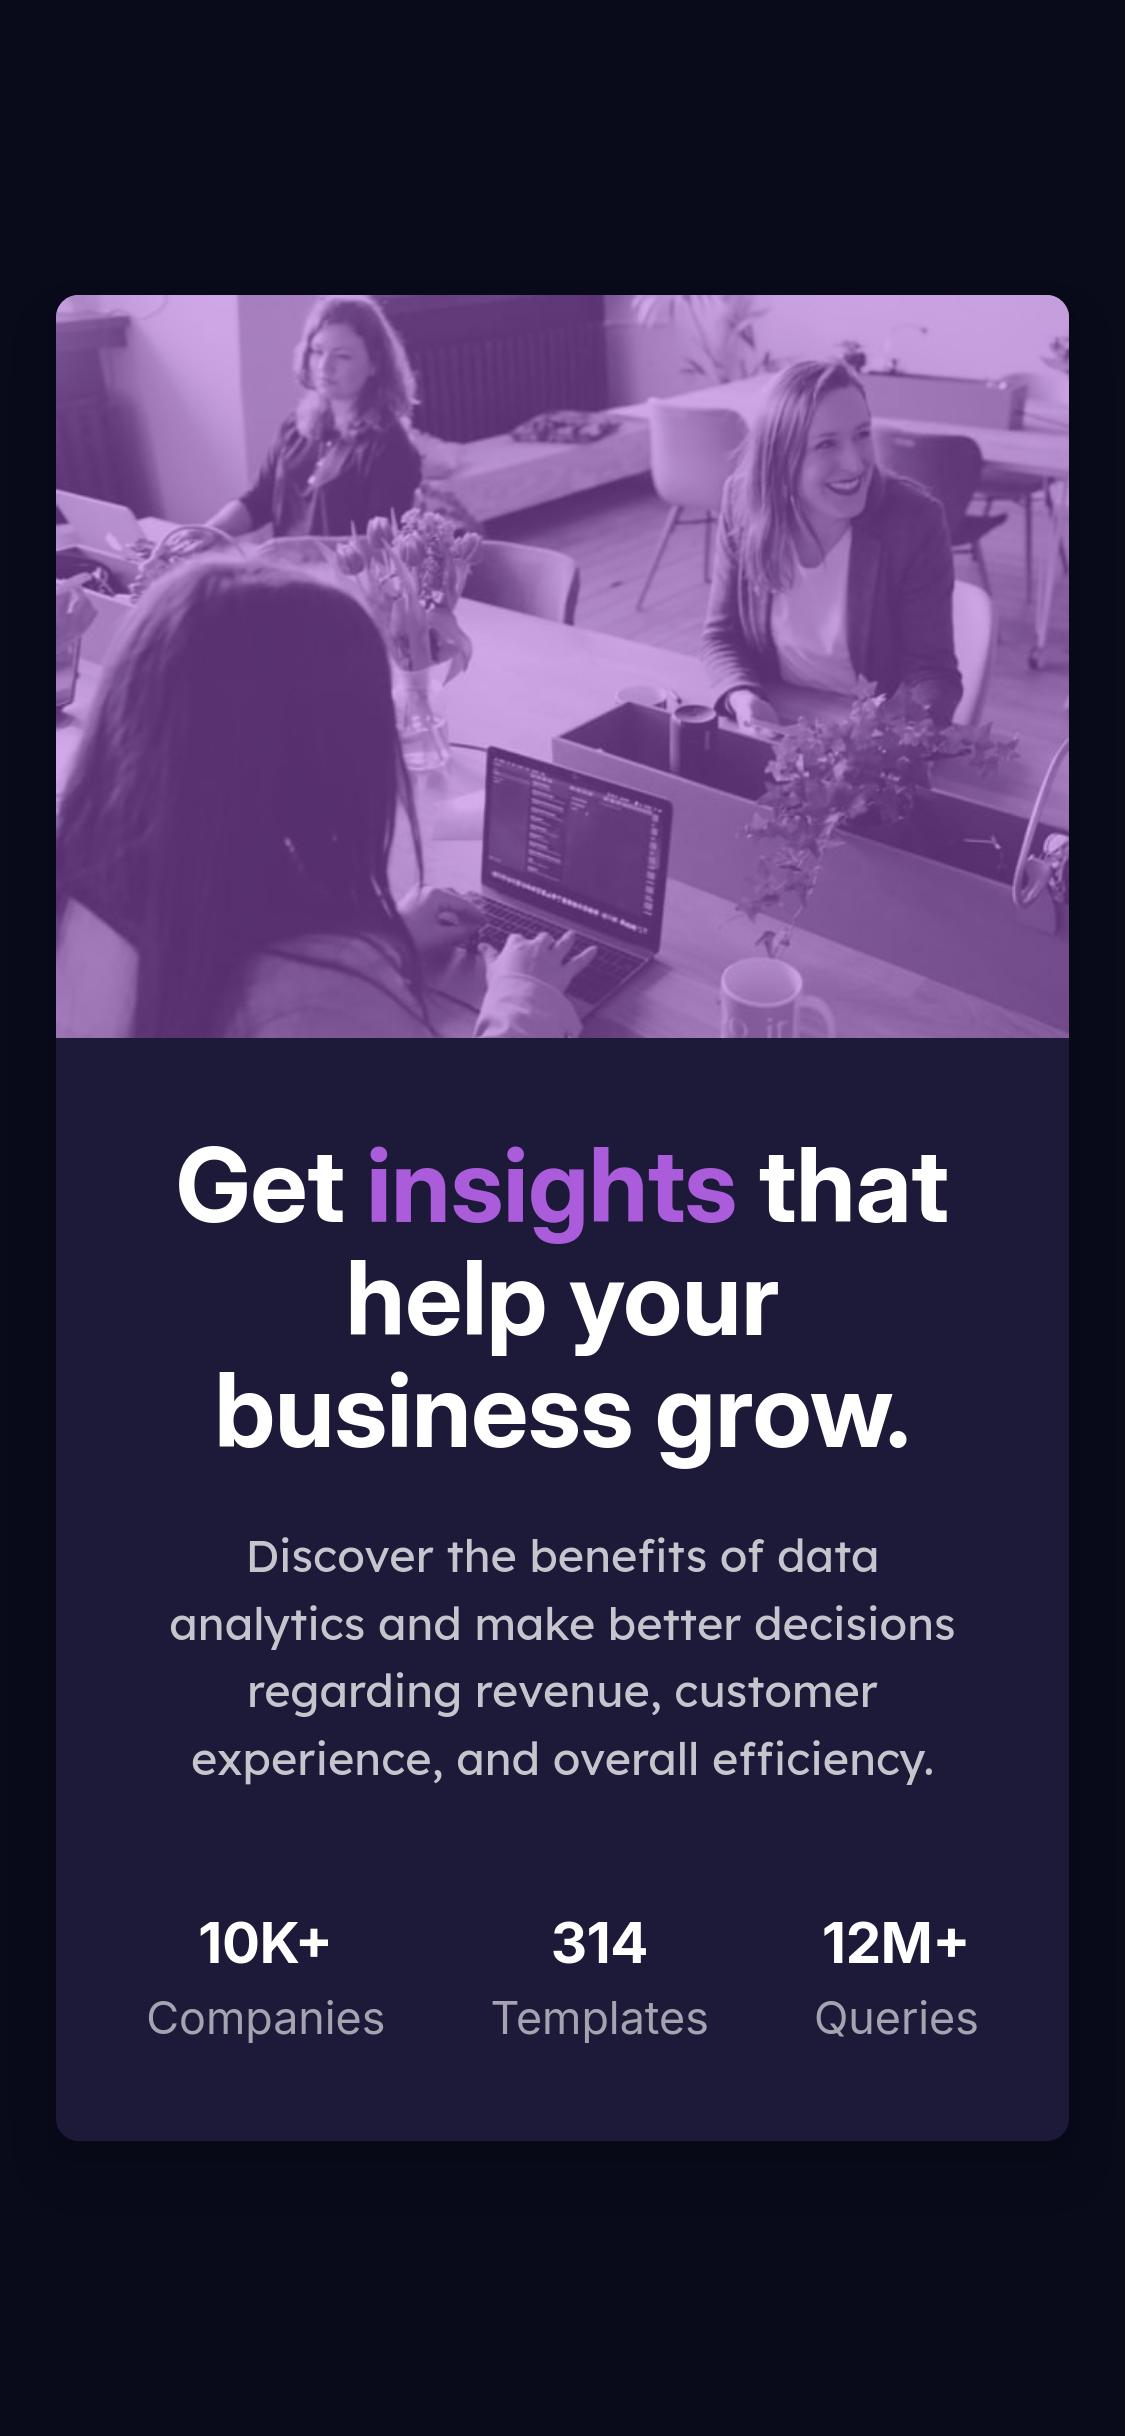 Get insights that
help your
business grow.
Discover the benefits of data
analytics and make better decisions
regarding revenue, customer
experience, and overall efficiency.
10K+ 314 12M+
Companies Templates Queries